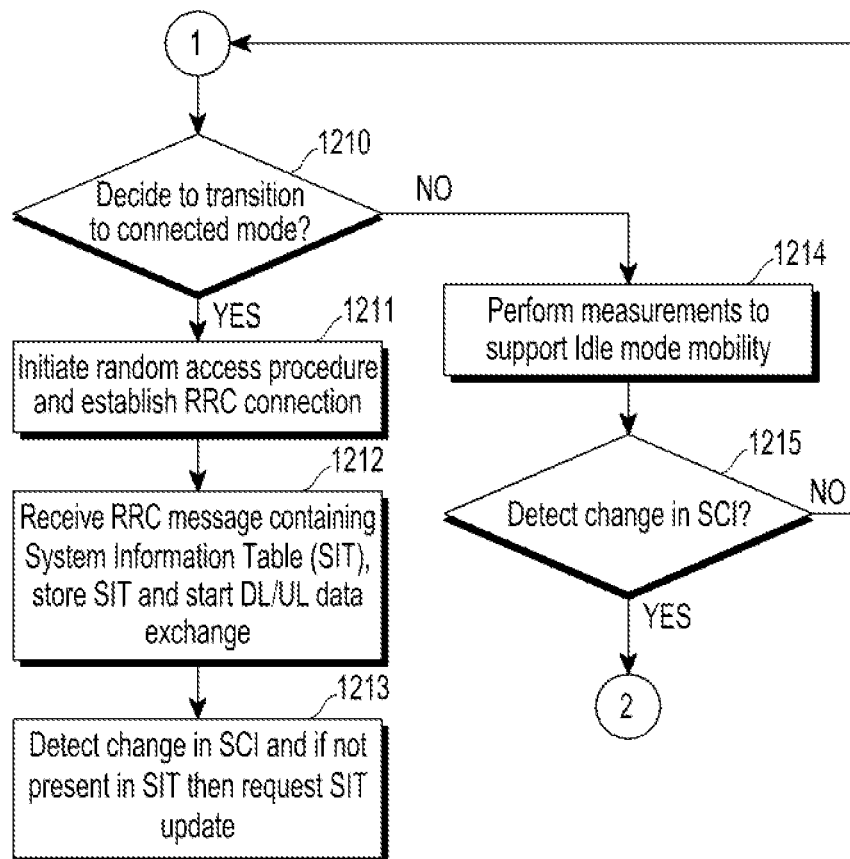 1
1210
Decide to transition
to connected mode?
NO
YES
1211
Initiate random access procedure
and establish RRC connection
1212
Receive RRC message containing
System Information Table (SIT),
store SIT and start DL/UL data
exchange
1213
Detect change in SCI and if not
present in SIT then request SIT
update
1214
Perform measurements to
support Idle mode mobility
1215
Detect change in SCI?
NO
YES
2